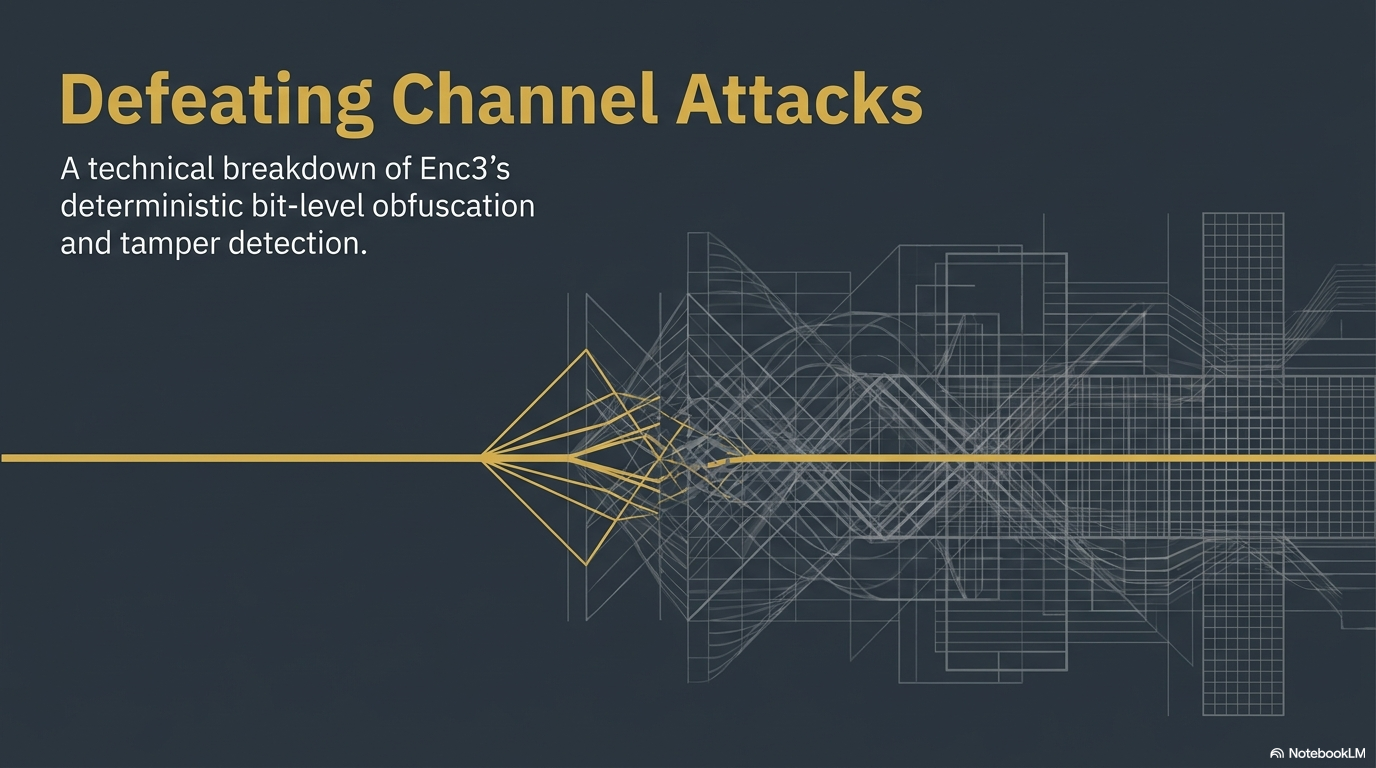 Defeating Channel Attacks
A technical breakdown of Enc3’s
deterministic bit-level obfuscation
and tamper detection.
NotebookLM